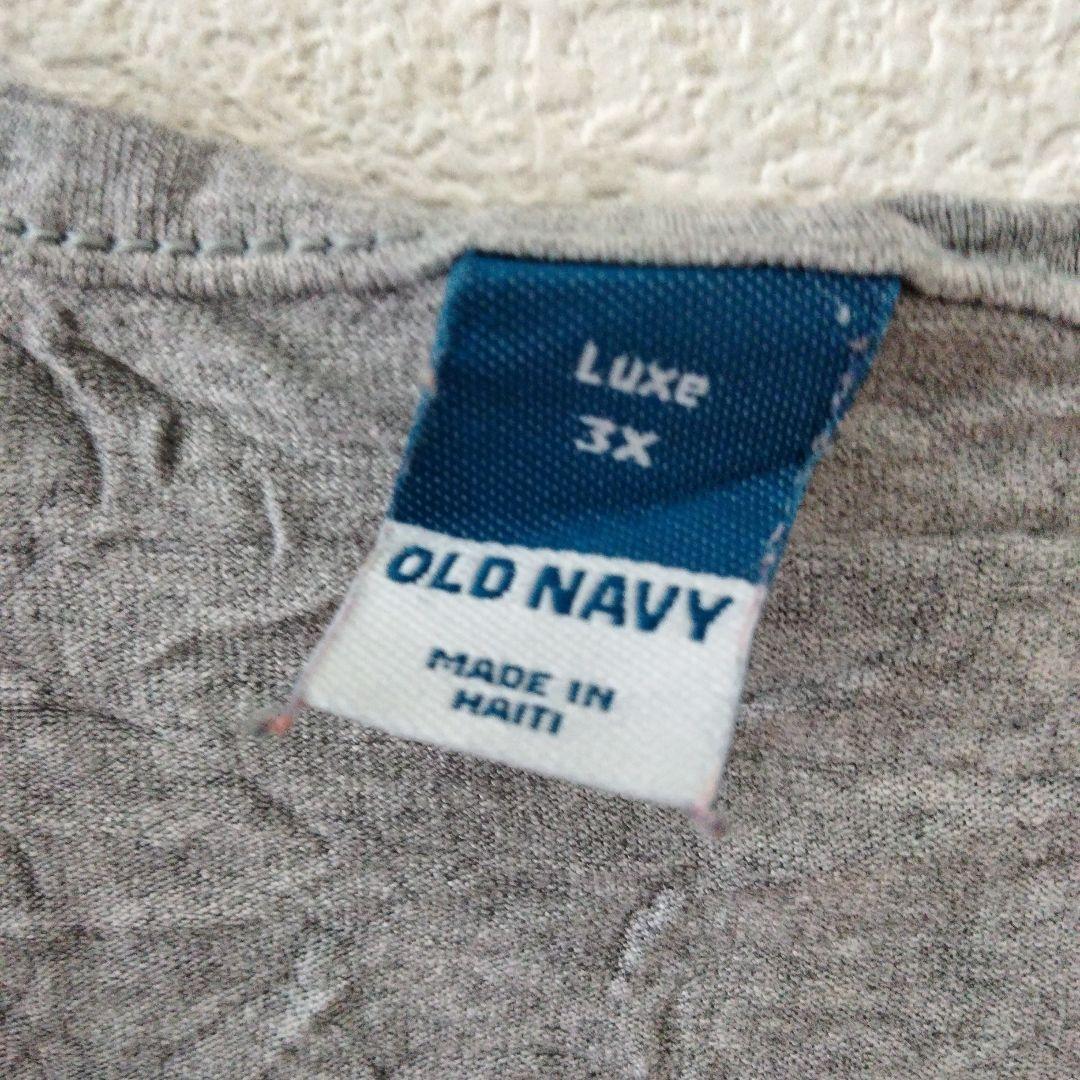 Luxe
3X
OLD NAVY
MADE IN
HAITI